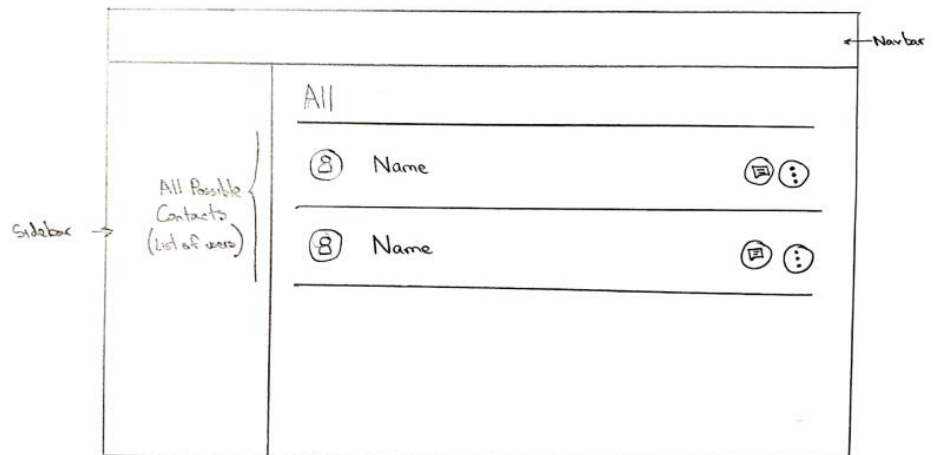 Navbar
All
Name
All Possible
Contacts
(List of users)
Sidebar
Name